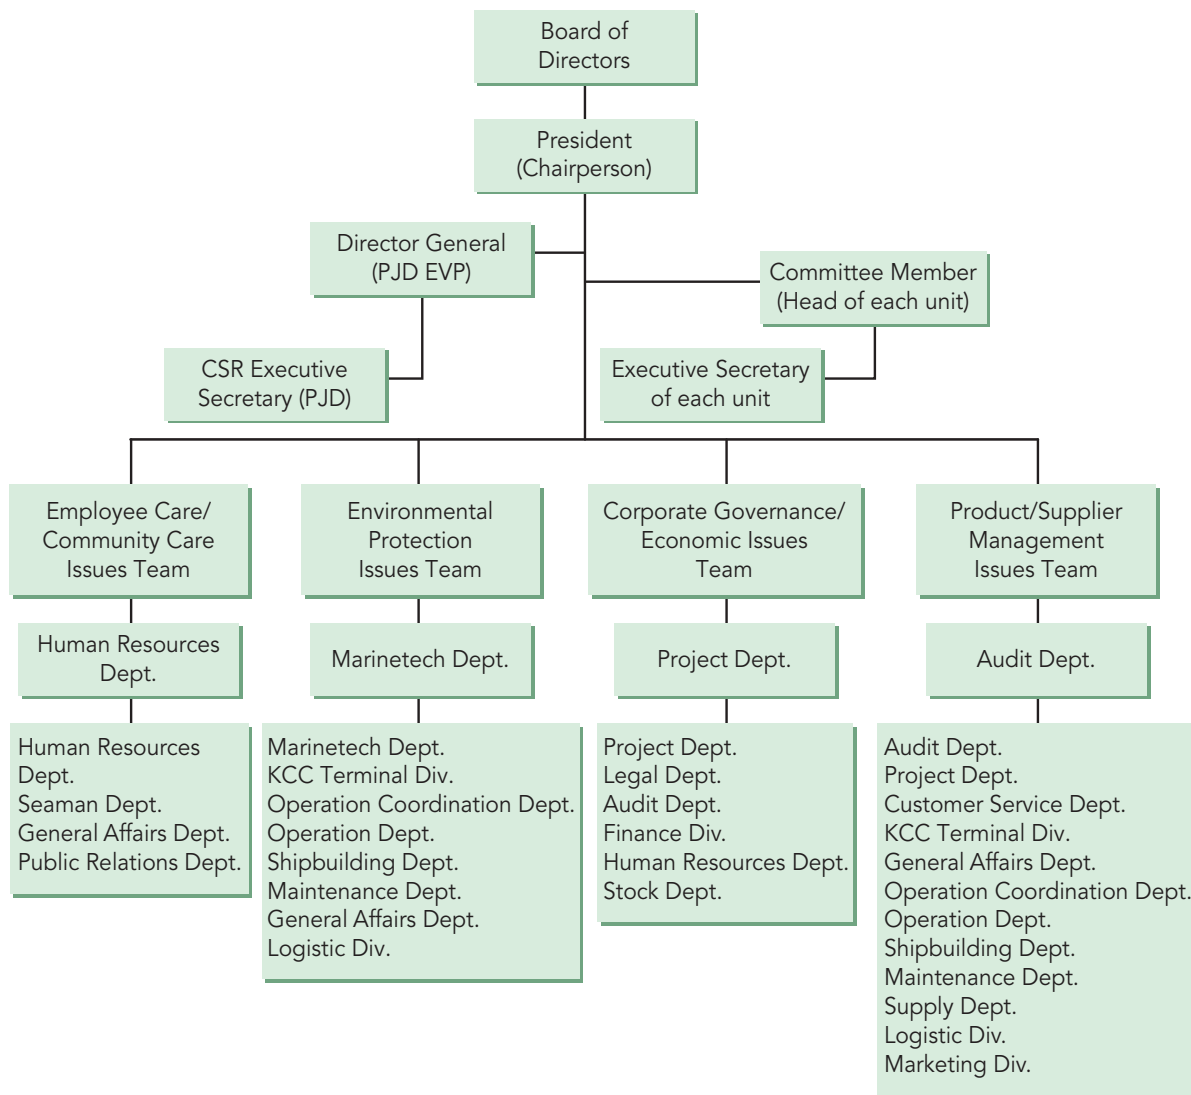 Board of
Directors
President
(Chairperson)
Director General
(PJD EVP)
Committee Member
(Head of each unit)
CSR Executive
Secretary (PJD)
Executive Secretary
of each unit
Employee Care/
Community Care
Issues Team
Environmental
Protection
Issues Team
Corporate Governance/
Economic Issues
Team
Product/Supplier
Management
Issues Team
Human Resources
Dept.
Marinetech Dept.
Project Dept.
Audit Dept.
Human Resources
Dept.
Seaman Dept.
General Affairs Dept.
Public Relations Dept.
Marinetech Dept.
KCC Terminal Div.
Operation Coordination Dept.
Operation Dept.
Shipbuilding Dept.
Maintenance Dept.
General Affairs Dept.
Logistic Div.
Project Dept.
Legal Dept.
Audit Dept.
Finance Div.
Human Resources Dept.
Stock Dept.
Audit Dept.
Project Dept.
Customer Service Dept.
KCC Terminal Div.
General Affairs Dept.
Operation Coordination Dept.
Operation Dept.
Shipbuilding Dept.
Maintenance Dept.
Supply Dept.
Logistic Div.
Marketing Div.